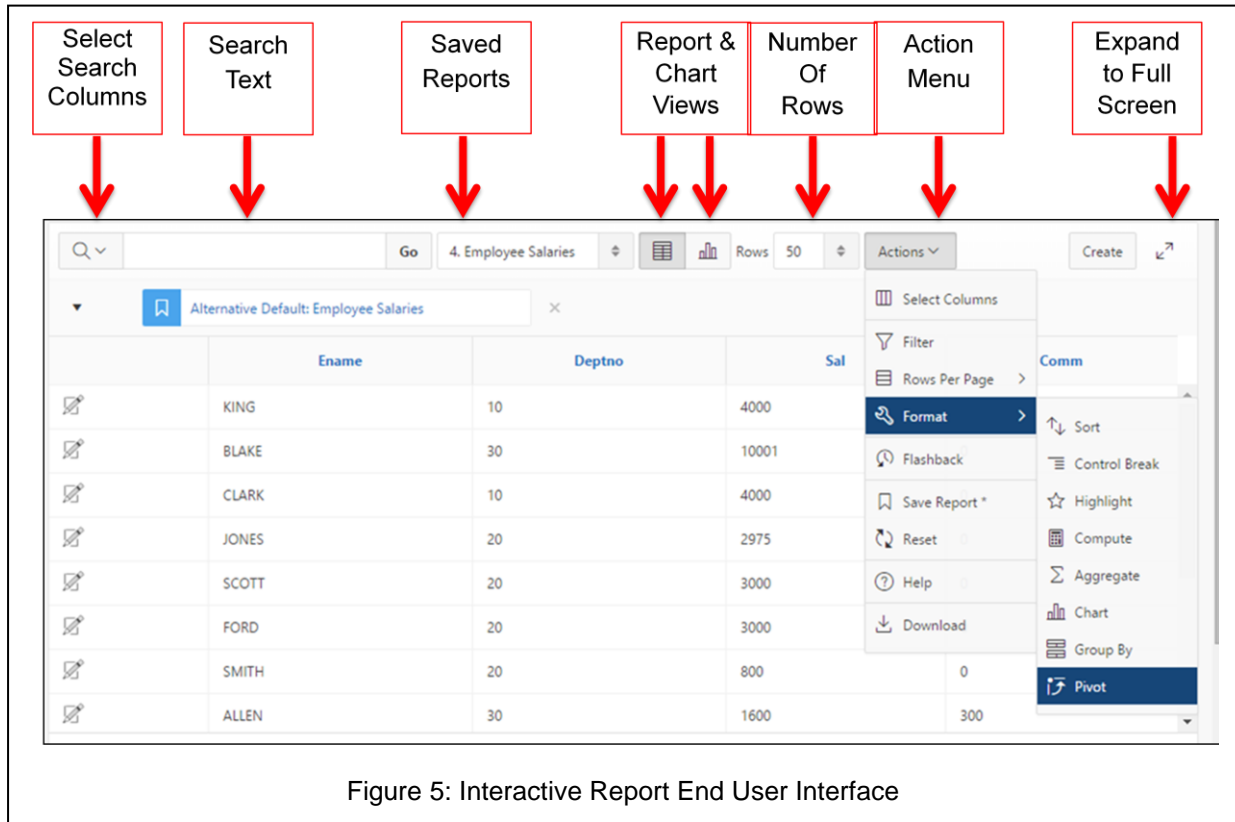 Select
Search
Columns
Search
Text
Saved
Reports
Report &
Chart
Views
Number
Of
Rows
Action
Menu
Expand
to Full
Screen
Go
4. Employee Salaries
Rows 50
Actions
Create
Alternative Default: Employee Salaries
Ename Deptno Sal Comm
KING 10 4000
BLAKE 30 10001
CLARK 10 4000
JONES 20 2975
SCOTT 20 3000
FORD 20 3000
SMITH 20 800 0
ALLEN 30 1600 300
Select Columns
Filter
Rows Per Page
Format
Flashback
Save Report *
Reset
Help
Download
Sort
Control Break
Highlight
Compute
Aggregate
Chart
Group By
Pivot
Figure 5: Interactive Report End User Interface